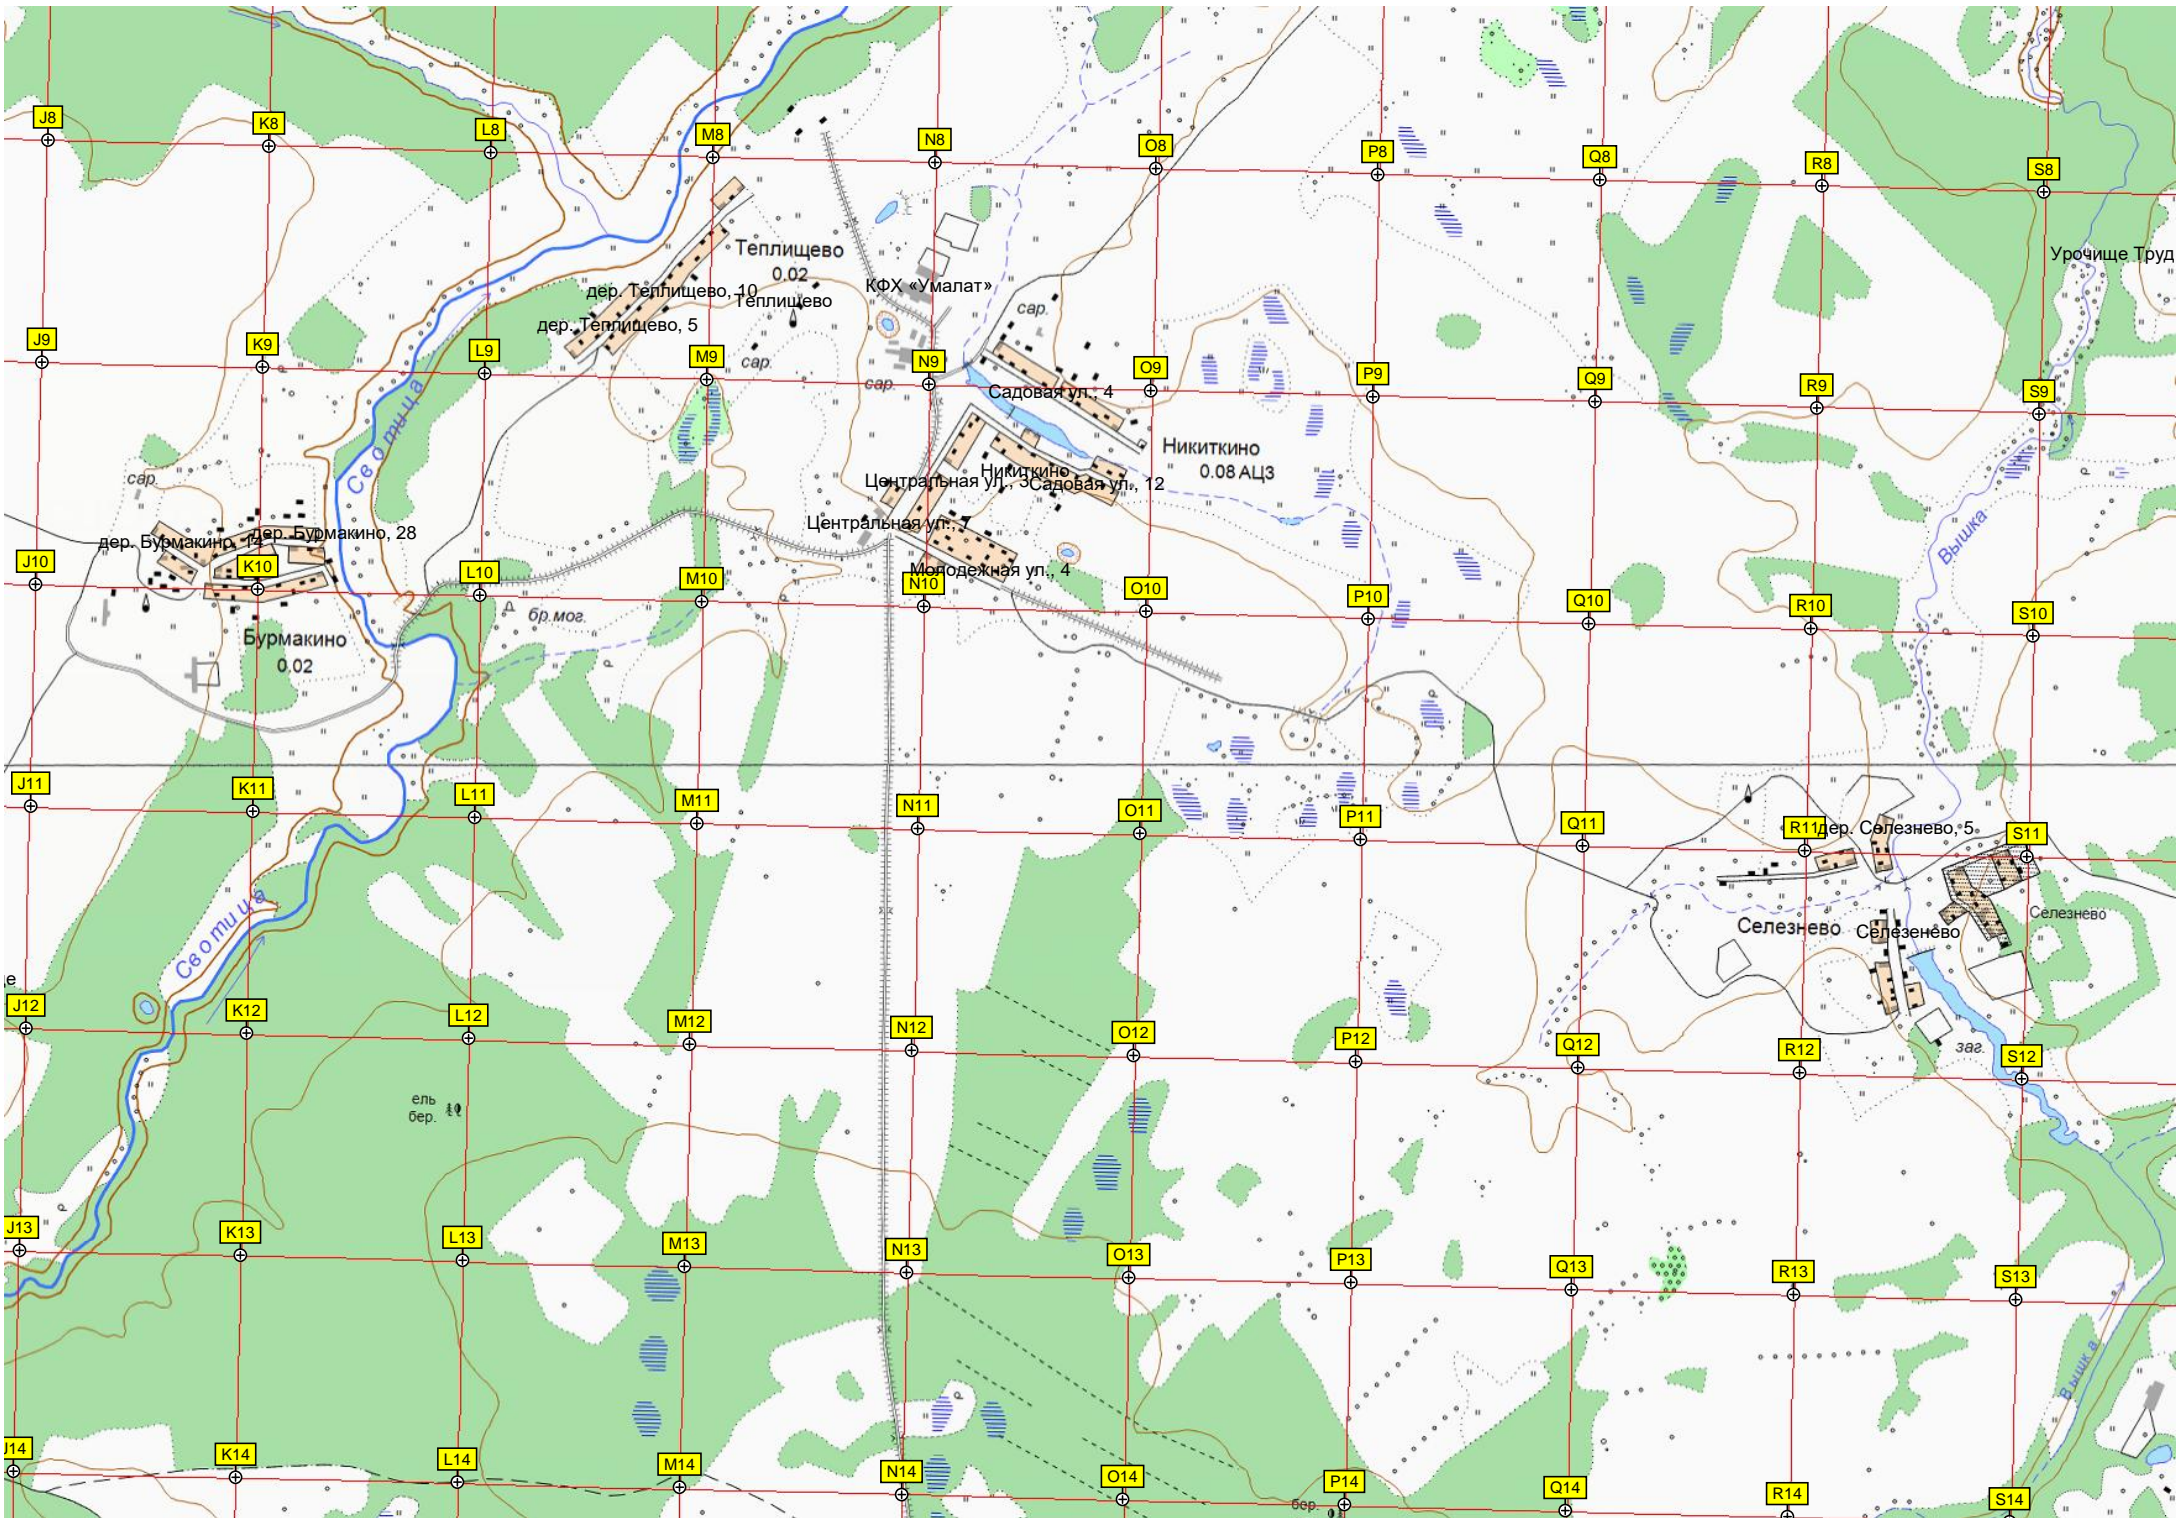 J8
K8
L8
M8
N8
O8
P8
Q8
R8
S8
Теплищево
0.02
Урочище Труд
КФХ «Умалат»
дер. Теплищево, 10
Теплищево
сар.
дер. Теплищево, 5
J9
K9
L9
M9
сар.
N9
O9
P9
Q9
R9
S9
сар.
Садовая ул., 4
Свотица
Никиткино
0.08 АЦЗ
Никиткино
сар.
Центральная ул., 3
Садовая ул., 12
Центральная ул., 7
дер. Бурмакино, 14
дер. Бурмакино, 28
Вышка
J10
K10
L10
M10
Молодежная ул., 4
N10
O10
P10
Q10
R10
S10
бр.мог.
Бурмакино
0.02
J11
K11
L11
M11
N11
O11
P11
Q11
R11
дер. Селезнево, 5
S11
Свотица
Селезнево
Селезенево
Селезнево
е
J12
K12
L12
M12
N12
O12
P12
Q12
R12
заг.
S12
ель
бер.
J13
K13
L13
M13
N13
O13
P13
Q13
R13
S13
Вышка
J14
K14
L14
M14
N14
O14
P14
Q14
R14
S14
бер.